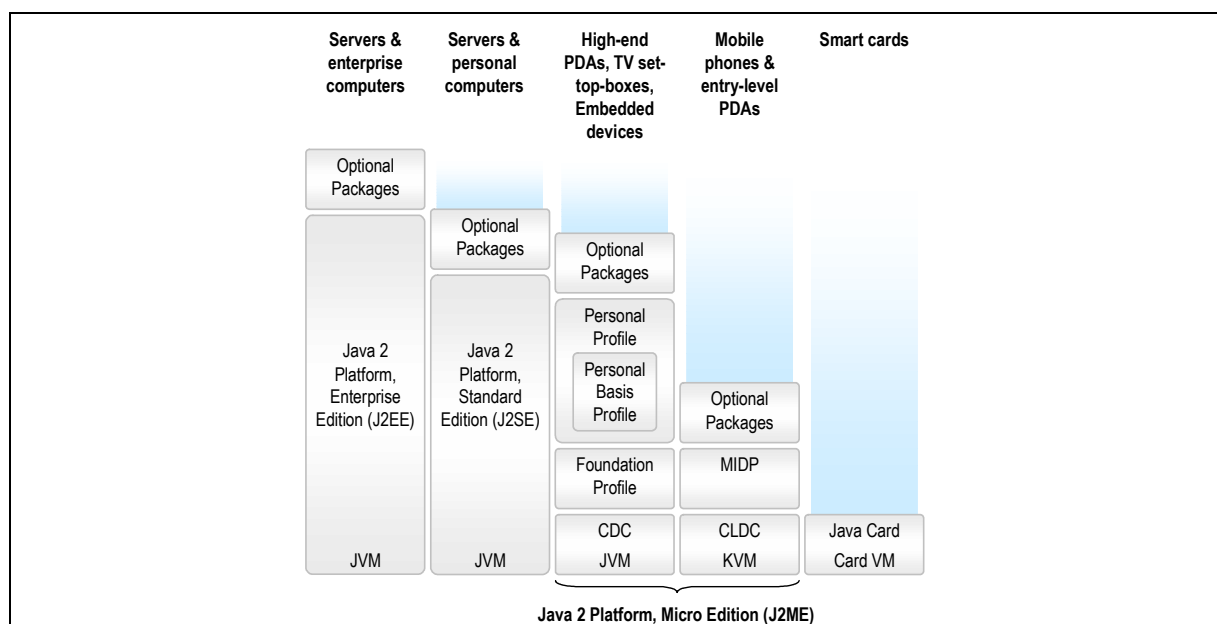 Servers &
enterprise
computers
Servers &
personal
computers
High-end
PDAs, TV set-
top-boxes,
Embedded
devices
Mobile
phones &
entry-level
PDAs
Smart cards
Optional
Packages
Java 2
Platform,
Enterprise
Edition (J2EE)
JVM
Optional
Packages
Java 2
Platform,
Standard
Edition (J2SE)
JVM
Optional
Packages
Personal
Profile
Personal
Basis
Profile
Foundation
Profile
CDC
JVM
Optional
Packages
MIDP
CLDC
KVM
Java Card
Card VM
Java 2 Platform, Micro Edition (J2ME)